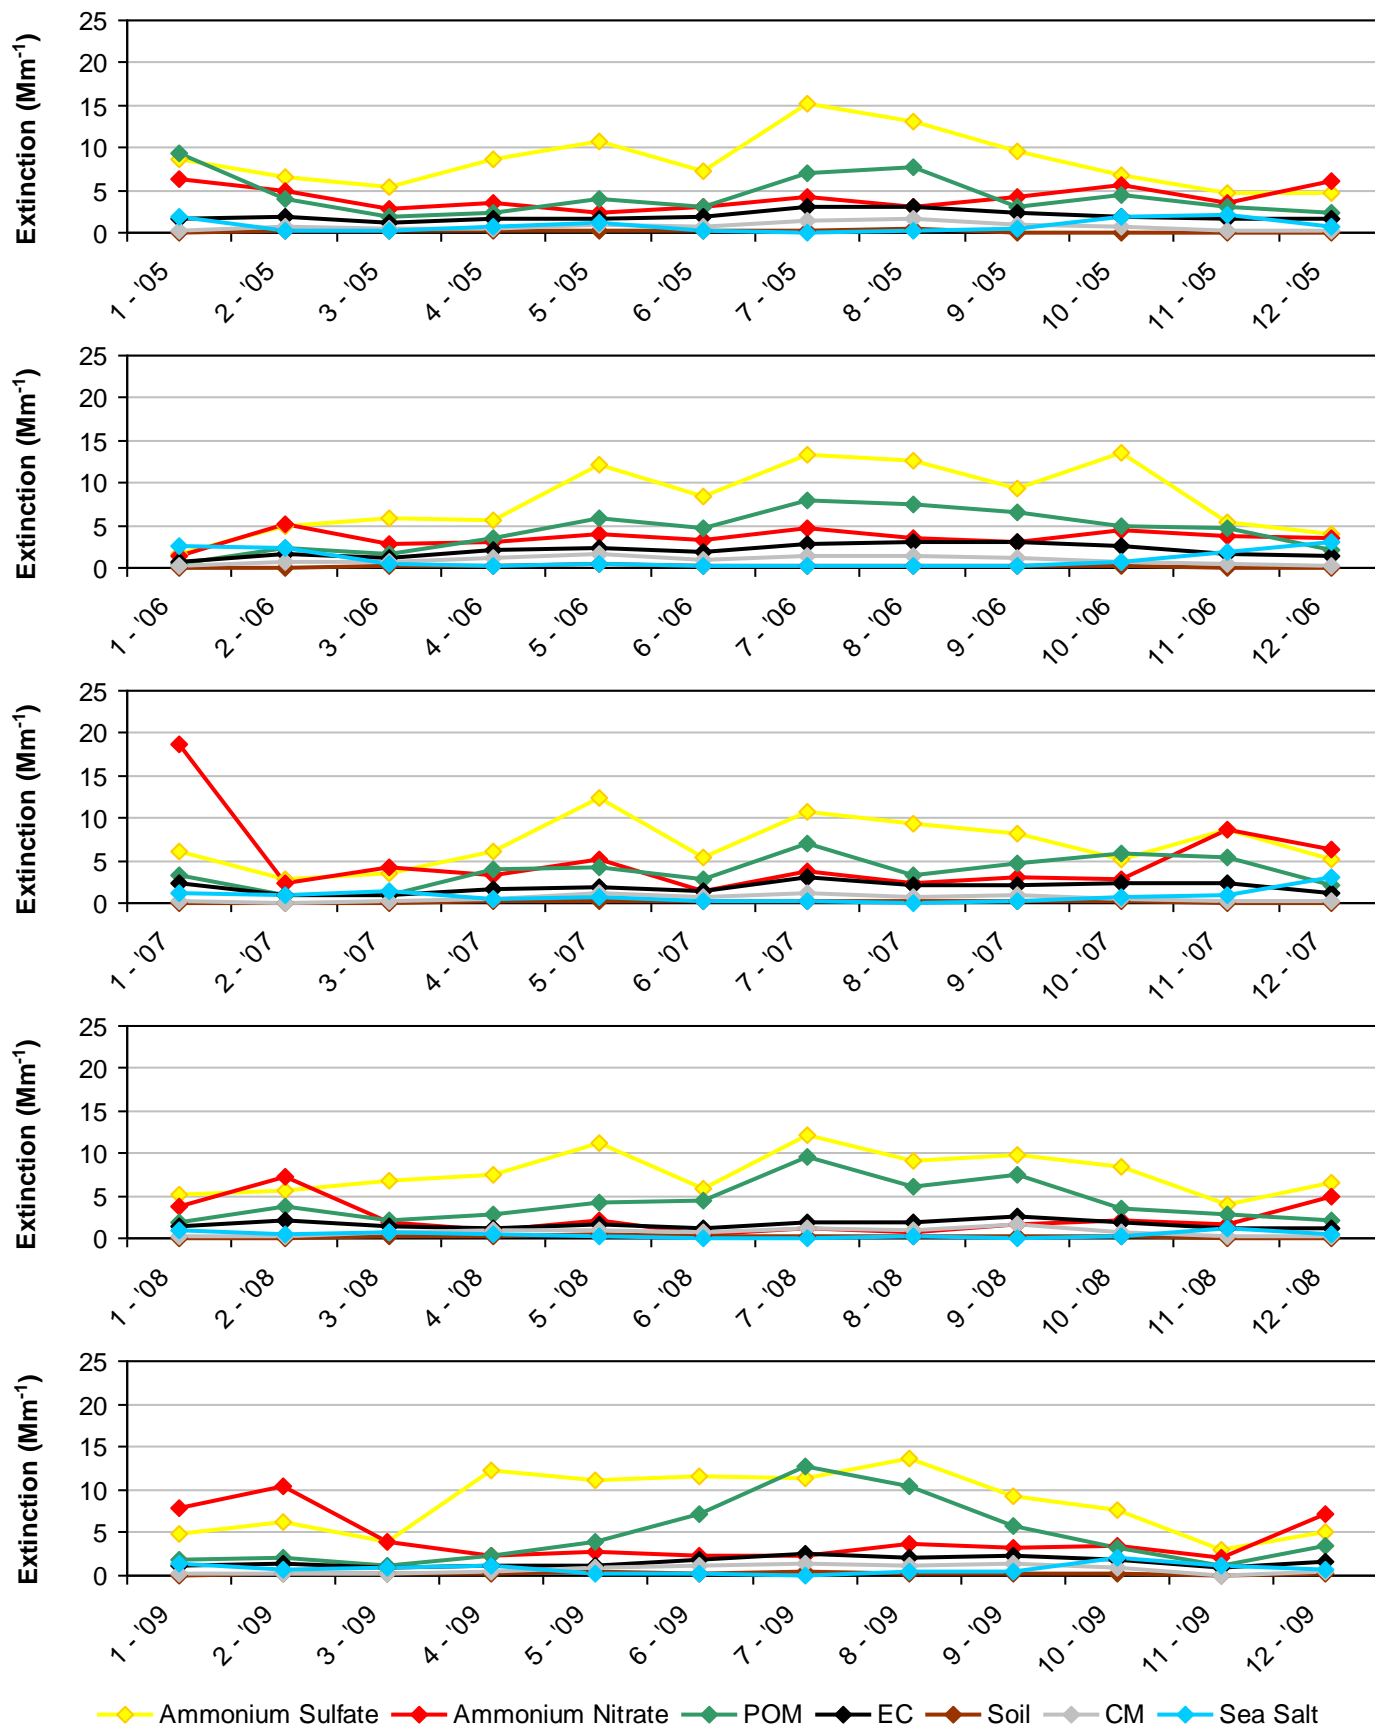 Extinction (Mm-1)
25
20
15
10
5
0
1 - '05 2 - '05 3 - '05 4 - '05 5 - '05 6 - '05 7 - '05 8 - '05 9 - '05 10 - '05 11 - '05 12 - '05
Extinction (Mm-1)
25
20
15
10
5
0
1 - '06 2 - '06 3 - '06 4 - '06 5 - '06 6 - '06 7 - '06 8 - '06 9 - '06 10 - '06 11 - '06 12 - '06
Extinction (Mm-1)
25
20
15
10
5
0
1 - '07 2 - '07 3 - '07 4 - '07 5 - '07 6 - '07 7 - '07 8 - '07 9 - '07 10 - '07 11 - '07 12 - '07
Extinction (Mm-1)
25
20
15
10
5
0
1 - '08 2 - '08 3 - '08 4 - '08 5 - '08 6 - '08 7 - '08 8 - '08 9 - '08 10 - '08 11 - '08 12 - '08
Extinction (Mm-1)
25
20
15
10
5
0
1 - '09 2 - '09 3 - '09 4 - '09 5 - '09 6 - '09 7 - '09 8 - '09 9 - '09 10 - '09 11 - '09 12 - '09
Ammonium Sulfate Ammonium Nitrate POM EC Soil CM Sea Salt